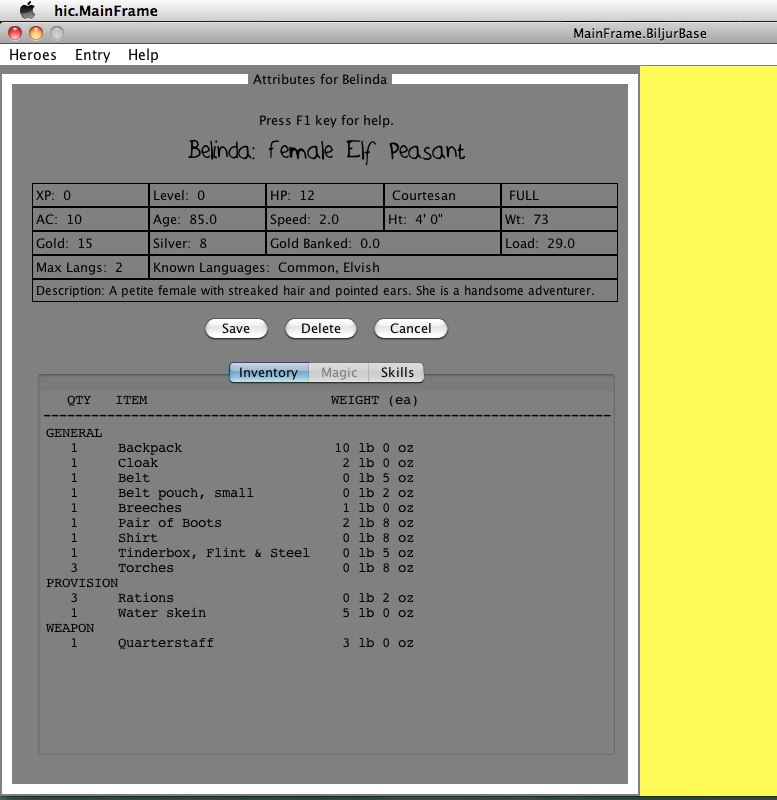 hic.MainFrame
MainFrame.BiljurBase
Heroes Entry Help
Attributes for Belinda
Press F1 key for help.
Belinda: Female Elf Peasant
XP: 0 Level: 0 HP: 12 Courtesan FULL
AC: 10 Age: 85.0 Speed: 2.0 Ht: 4' 0" Wt: 73
Gold: 15 Silver: 8 Gold Banked: 0.0 Load: 29.0
Max Langs: 2 Known Languages: Common, Elvish
Description: A petite female with streaked hair and pointed ears. She is a handsome adventurer.
Save Delete Cancel
Inventory Magic Skills
QTY ITEM WEIGHT (ea)
GENERAL
1 Backpack 10 lb 0 oz
1 Cloak 2 lb 0 oz
1 Belt 0 lb 5 oz
1 Belt pouch, small 0 lb 2 oz
1 Breeches 1 lb 0 oz
1 Pair of Boots 2 lb 8 oz
1 Shirt 0 lb 8 oz
1 Tinderbox, Flint & Steel 0 lb 5 oz
3 Torches 0 lb 8 oz
PROVISION
3 Rations 0 lb 2 oz
1 Water skein 5 lb 0 oz
WEAPON
1 Quarterstaff 3 lb 0 oz